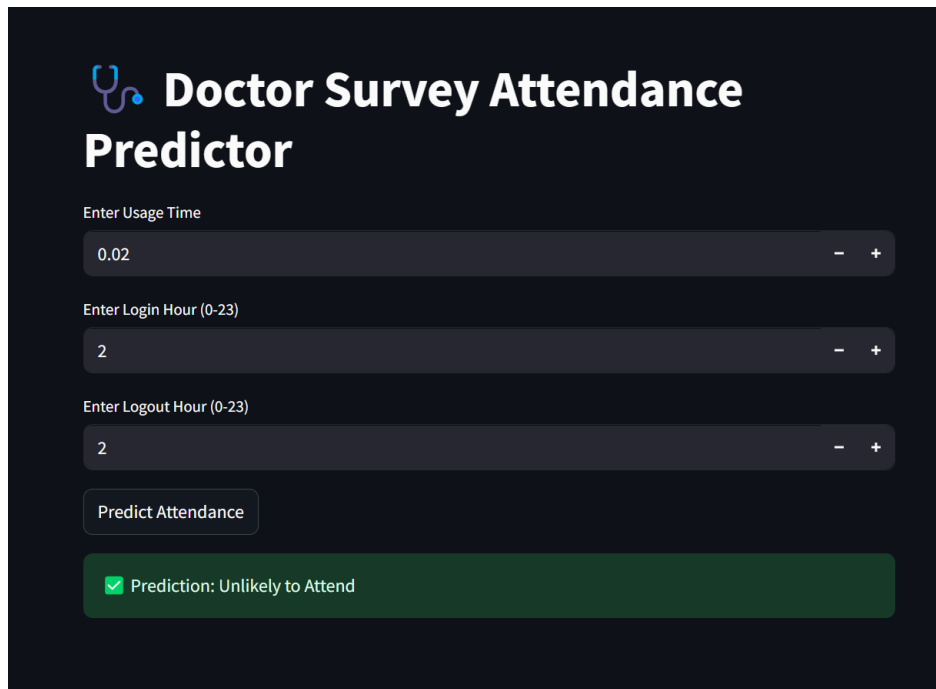 🩺 Doctor Survey Attendance
Predictor
Enter Usage Time
0.02 − +
Enter Login Hour (0-23)
2 − +
Enter Logout Hour (0-23)
2 − +
Predict Attendance
✅ Prediction: Unlikely to Attend